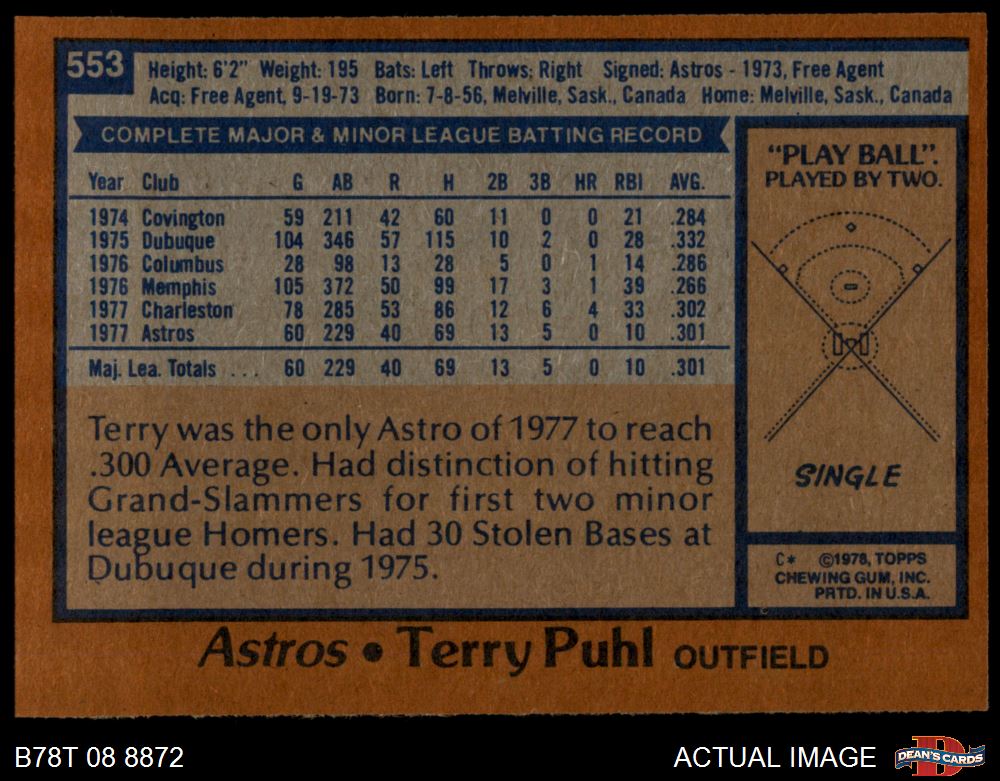 553
Height: 6'2" Weight: 195 Bats: Left Throws: Right Signed: Astros - 1973, Free Agent
Acq: Free Agent, 9-19-73 Born: 7-8-56, Melville, Sask., Canada Home: Melville, Sask., Canada
COMPLETE MAJOR & MINOR LEAGUE BATTING RECORD
Year Club G AB R H 2B 3B HR RBI AVG.
1974 Covington 59 211 42 60 11 0 0 21 .284
1975 Dubuque 104 346 57 115 10 2 0 28 .332
1976 Columbus 28 98 13 28 5 0 1 14 .286
1976 Memphis 105 372 50 99 17 3 1 39 .266
1977 Charleston 78 285 53 86 12 6 4 33 .302
1977 Astros 60 229 40 69 13 5 0 10 .301
Maj. Lea. Totals ... 60 229 40 69 13 5 0 10 .301
Terry was the only Astro of 1977 to reach
.300 Average. Had distinction of hitting
Grand-Slammers for first two minor
league Homers. Had 30 Stolen Bases at
Dubuque during 1975.
"PLAY BALL".
PLAYED BY TWO.
SINGLE
C* ©1978, TOPPS
CHEWING GUM, INC.
PRTD. IN U.S.A.
Astros • Terry Puhl OUTFIELD
B78T 08 8872
ACTUAL IMAGE
D
DEAN'S CARDS